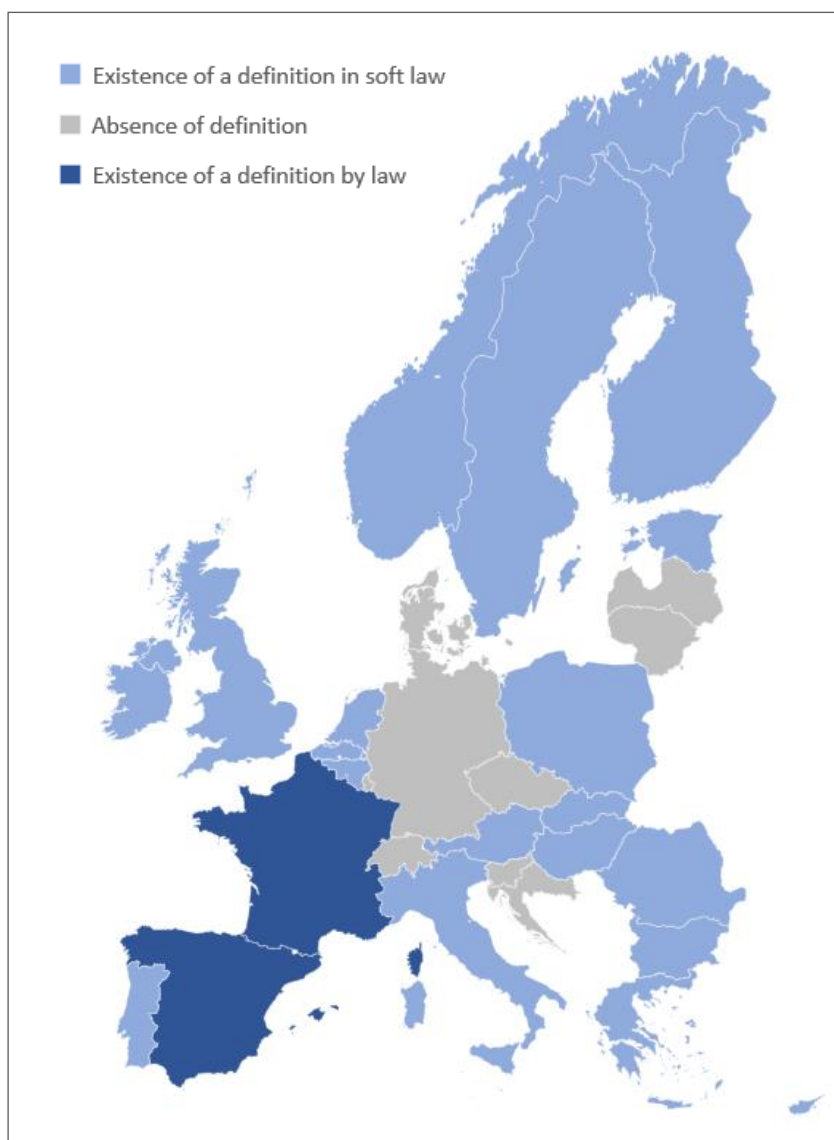 Existence of a definition in soft law
Absence of definition
Existence of a definition by law